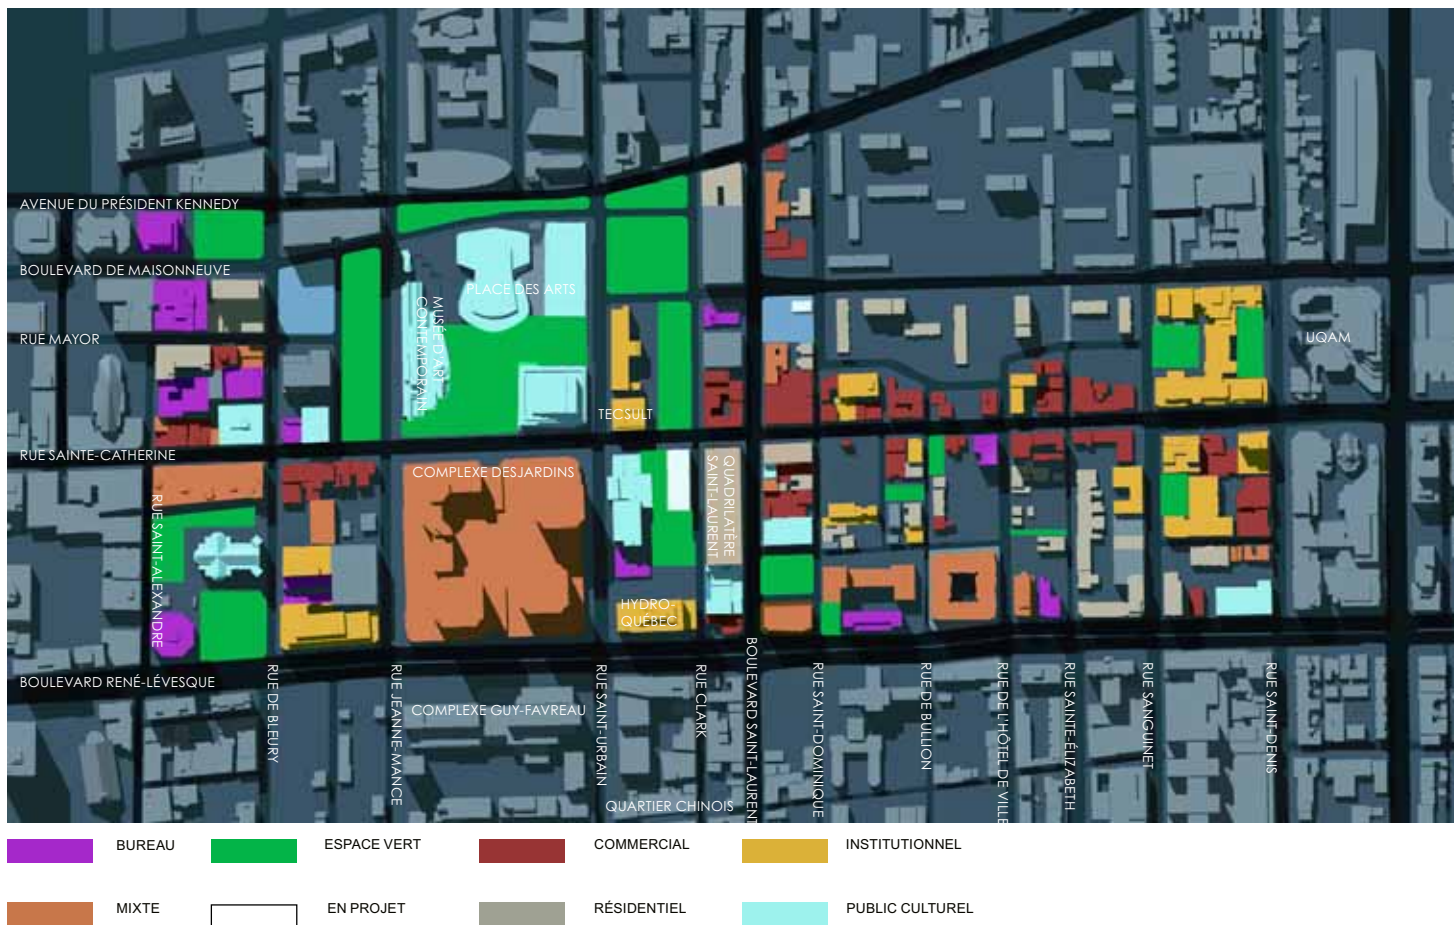 AVENUE DU PRÉSIDENT KENNEDY
BOULEVARD DE MAISONNEUVE
PLACE DES ARTS
MUSÉE D'ART
CONTEMPORAIN
RUE MAYOR
UQAM
TECSULT
RUE SAINTE-CATHERINE
COMPLEXE DESJARDINS
QUADRILATÈRE
SAINT-LAURENT
RUE SAINT-ALEXANDRE
HYDRO-
QUÉBEC
BOULEVARD RENÉ-LÉVESQUE
RUE DE BLEURY
RUE JEANNE-MANCE
COMPLEXE GUY-FAVREAU
RUE SAINT-URBAIN
RUE CLARK
BOULEVARD SAINT-LAURENT
RUE SAINT-DOMINIQUE
RUE DE BULLION
RUE DE L'HÔTEL DE VILLE
RUE SAINTE-ÉLIZABETH
RUE SANGUINET
RUE SAINT-DENIS
QUARTIER CHINOIS
BUREAU
ESPACE VERT
COMMERCIAL
INSTITUTIONNEL
MIXTE
EN PROJET
RÉSIDENTIEL
PUBLIC CULTUREL